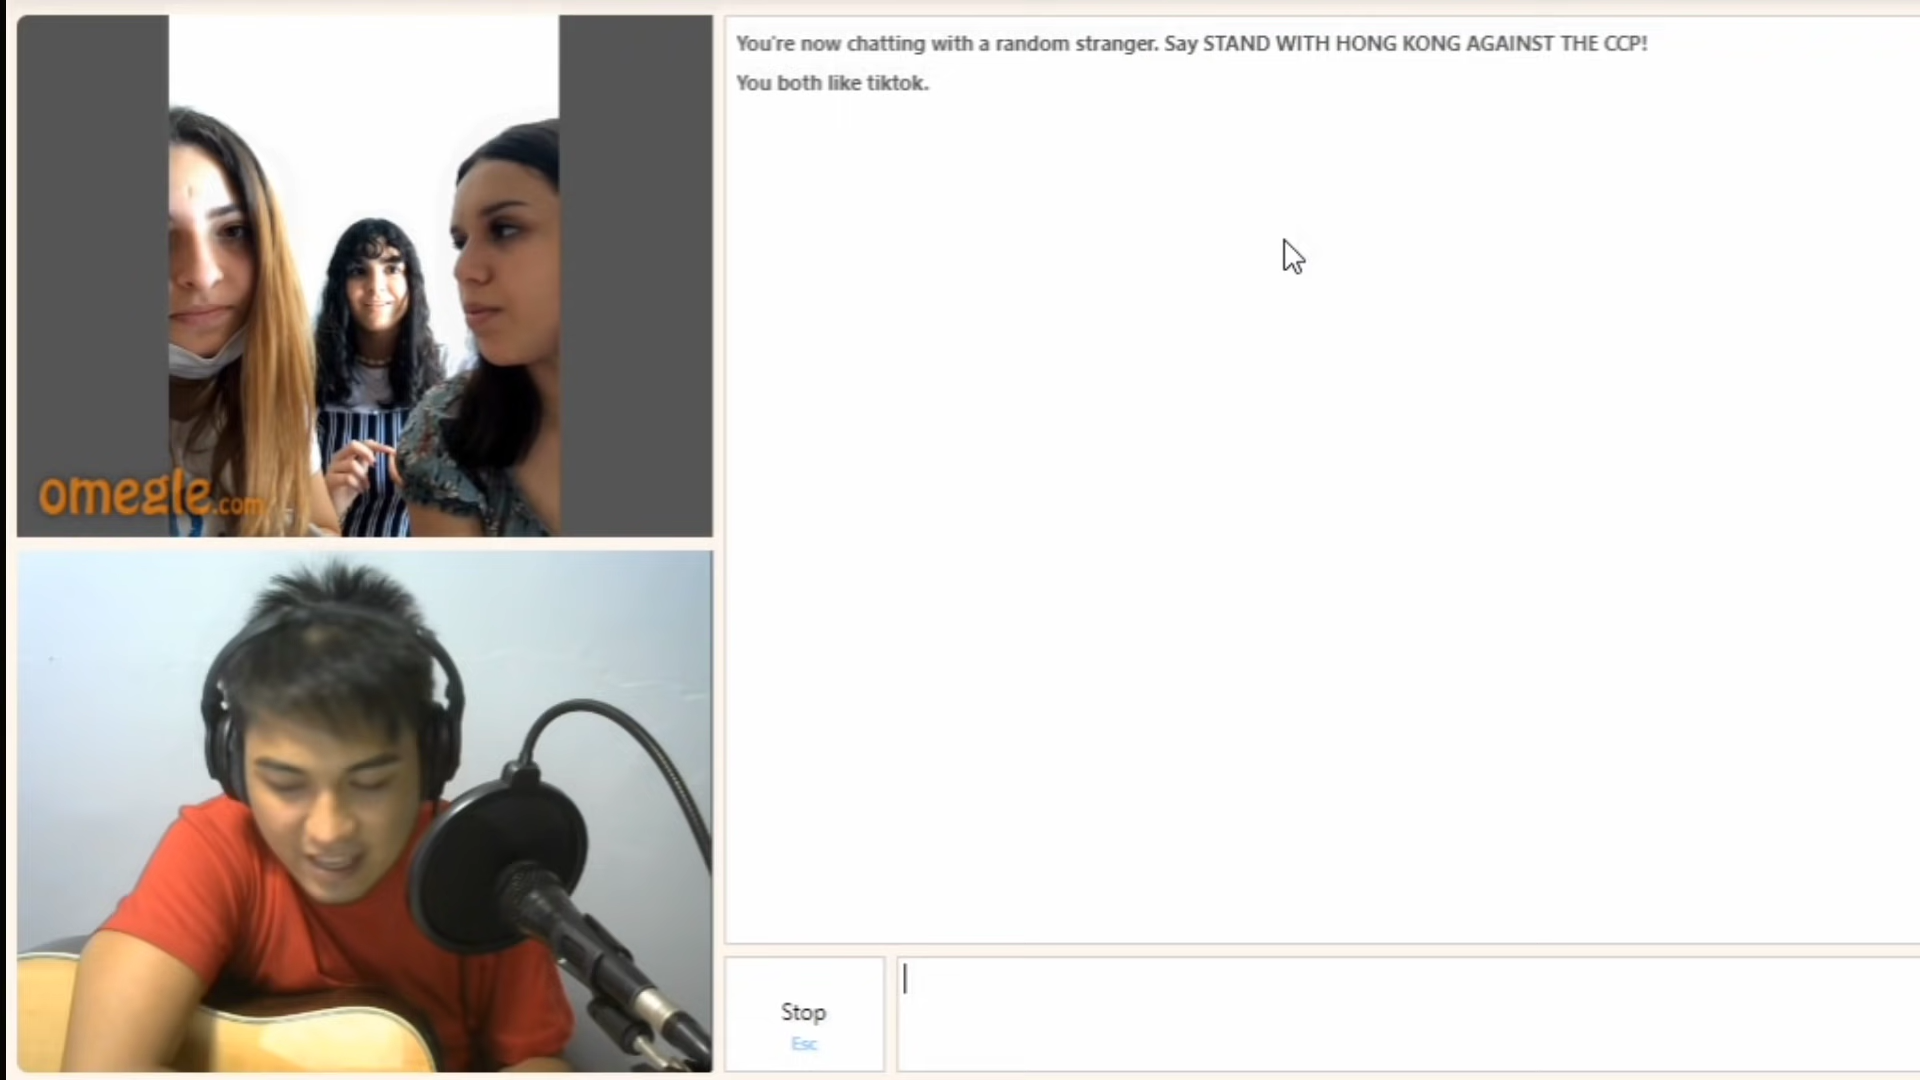 You're now chatting with a random stranger. Say STAND WITH HONG KONG AGAINST THE CCP!
You both like tiktok.
omegle.com
Stop
Esc